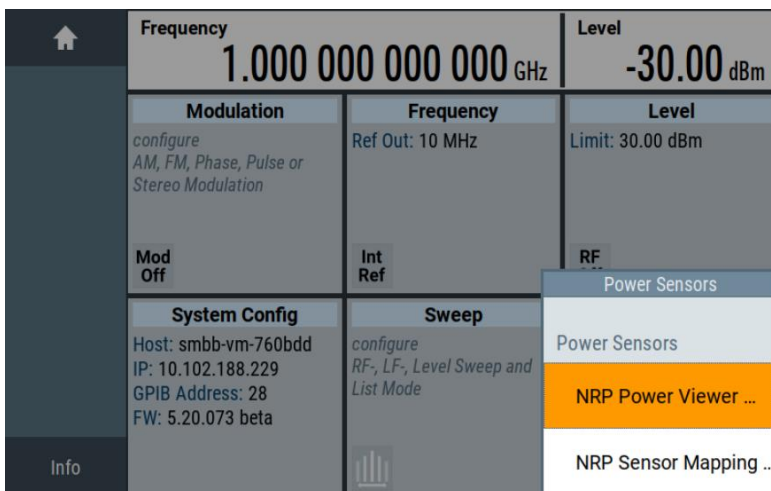 Frequency
1.000 000 000 000 GHz
Level
-30.00 dBm
Modulation
configure
AM, FM, Phase, Pulse or
Stereo Modulation
Mod
Off
Frequency
Ref Out: 10 MHz
Int
Ref
Level
Limit: 30.00 dBm
RF
System Config
Host: smbb-vm-760bdd
IP: 10.102.188.229
GPIB Address: 28
FW: 5.20.073 beta
Sweep
configure
RF-, LF-, Level Sweep and
List Mode
Power Sensors
Power Sensors
NRP Power Viewer ...
NRP Sensor Mapping ..
Info